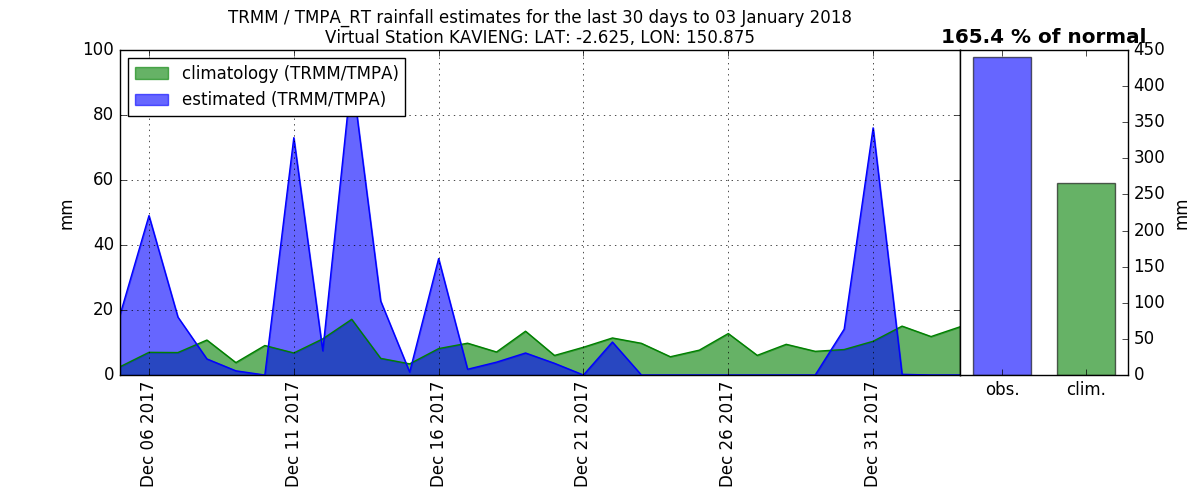 TRMM / TMPA_RT rainfall estimates for the last 30 days to 03 January 2018
Virtual Station KAVIENG: LAT: -2.625, LON: 150.875
165.4 % of normal
climatology (TRMM/TMPA)
estimated (TRMM/TMPA)
mm
100
80
60
40
20
0
Dec 06 2017
Dec 11 2017
Dec 16 2017
Dec 21 2017
Dec 26 2017
Dec 31 2017
obs.
clim.
450
400
350
300
250
200
150
100
50
0
mm